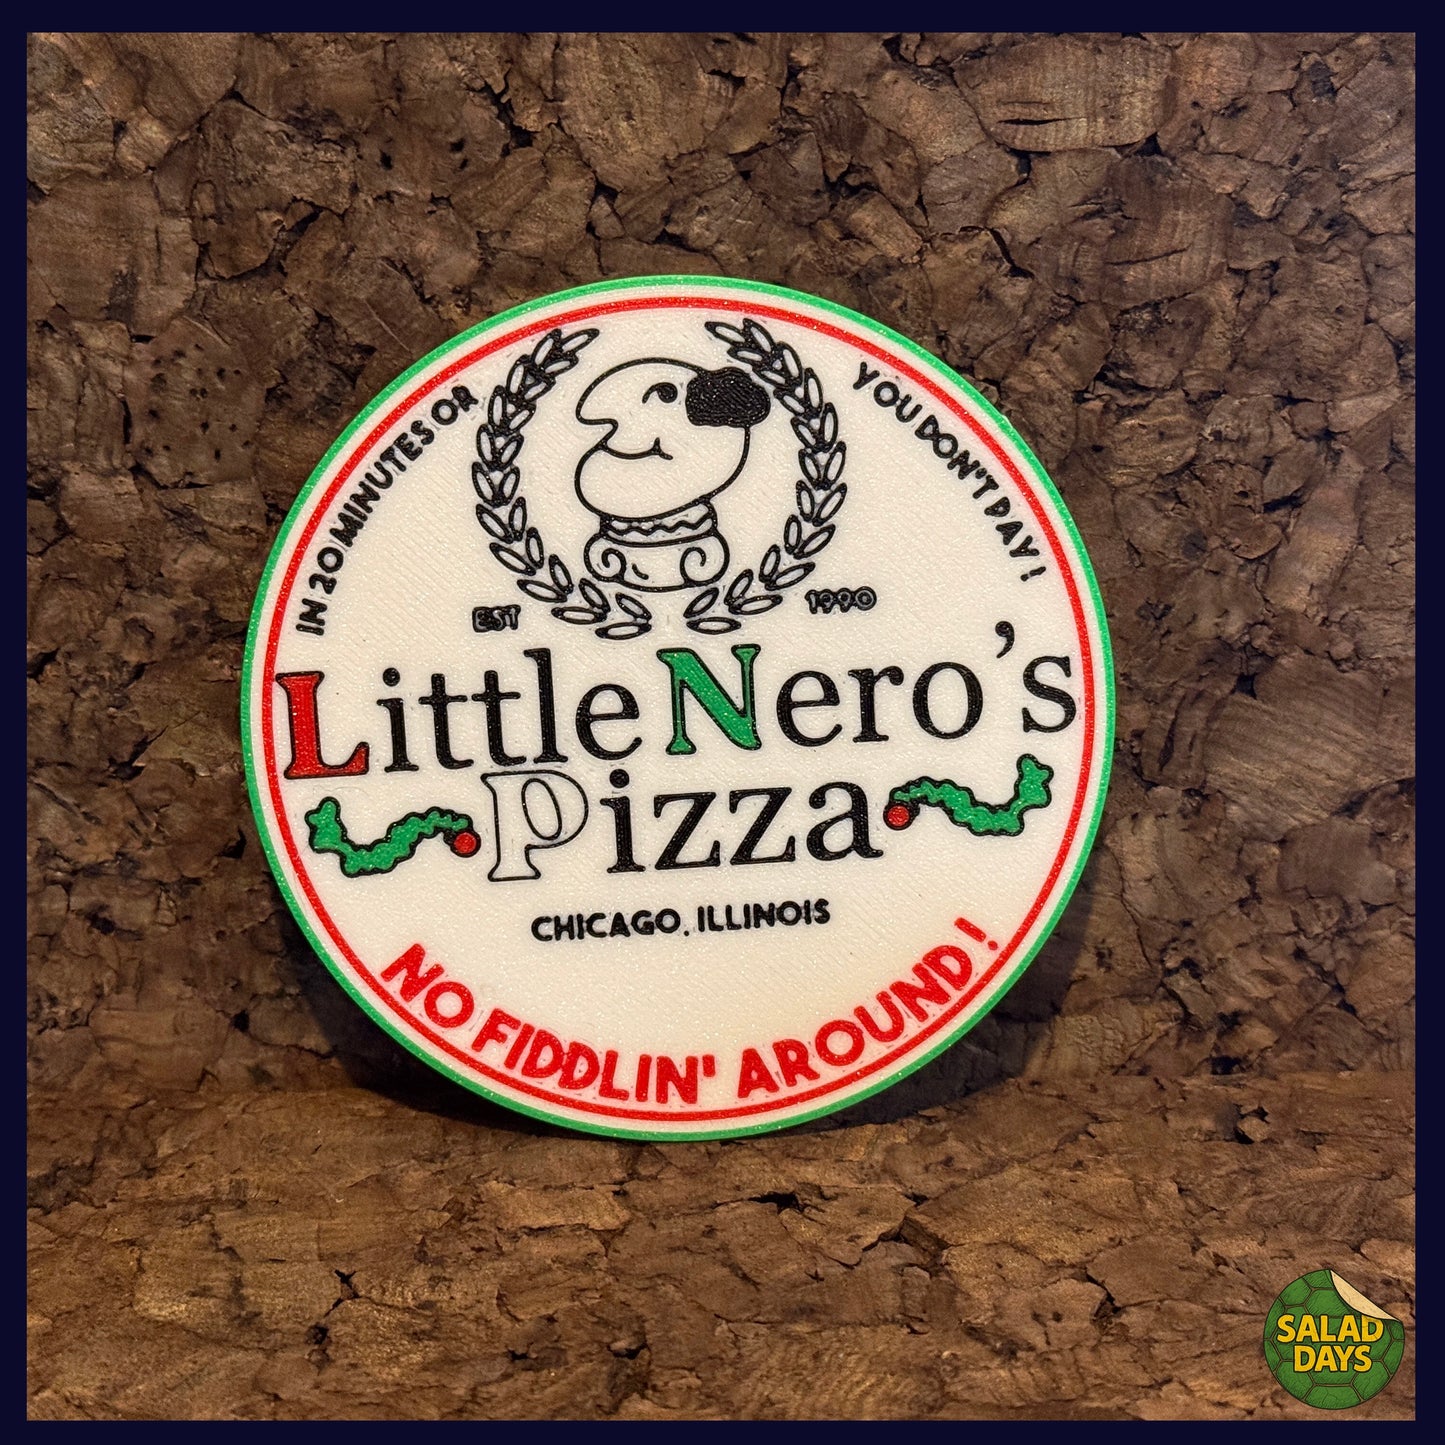 IN 20 MINUTES OR
YOU DON'T PAY!
EST 1990
Little Nero's
Pizza
CHICAGO, ILLINOIS
NO FIDDLIN' AROUND!
SALAD
DAYS